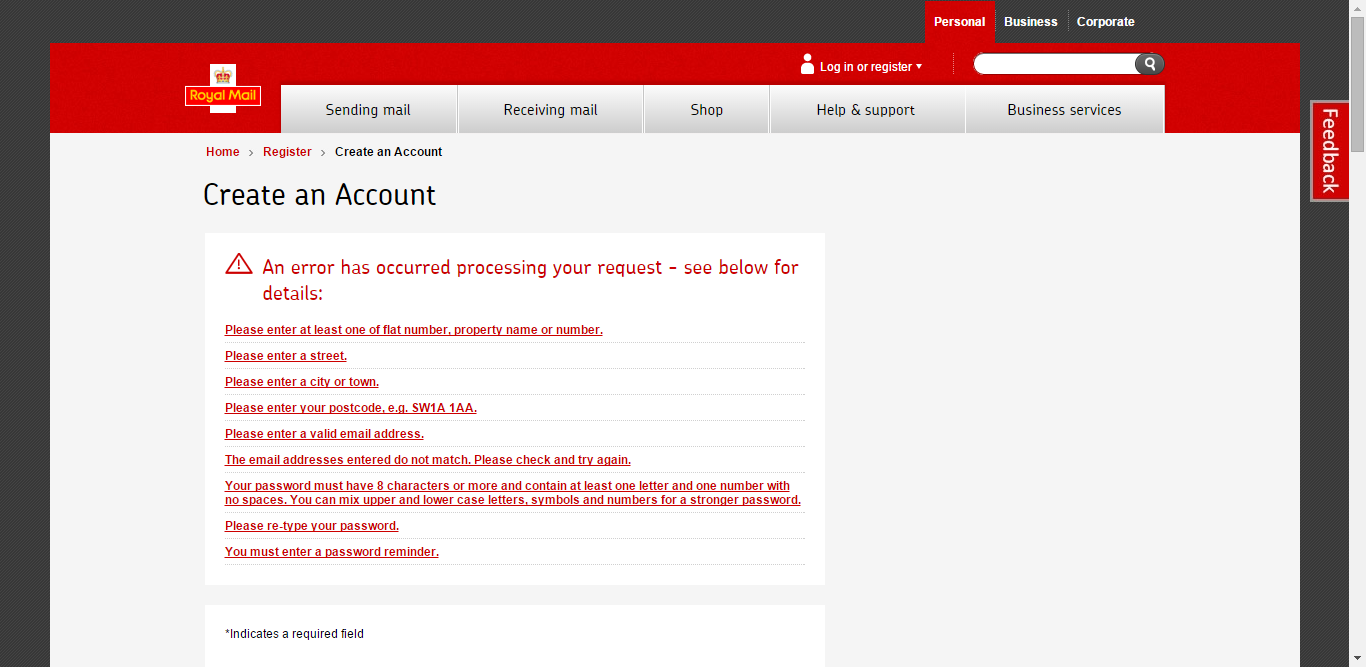 Personal Business Corporate
Log in or register
Royal Mail
Sending mail Receiving mail Shop Help & support Business services
Feedback
Home > Register > Create an Account
Create an Account
An error has occurred processing your request - see below for
details:
Please enter at least one of flat number, property name or number.
Please enter a street.
Please enter a city or town.
Please enter your postcode, e.g. SW1A 1AA.
Please enter a valid email address.
The email addresses entered do not match. Please check and try again.
Your password must have 8 characters or more and contain at least one letter and one number with
no spaces. You can mix upper and lower case letters, symbols and numbers for a stronger password.
Please re-type your password.
You must enter a password reminder.
*Indicates a required field